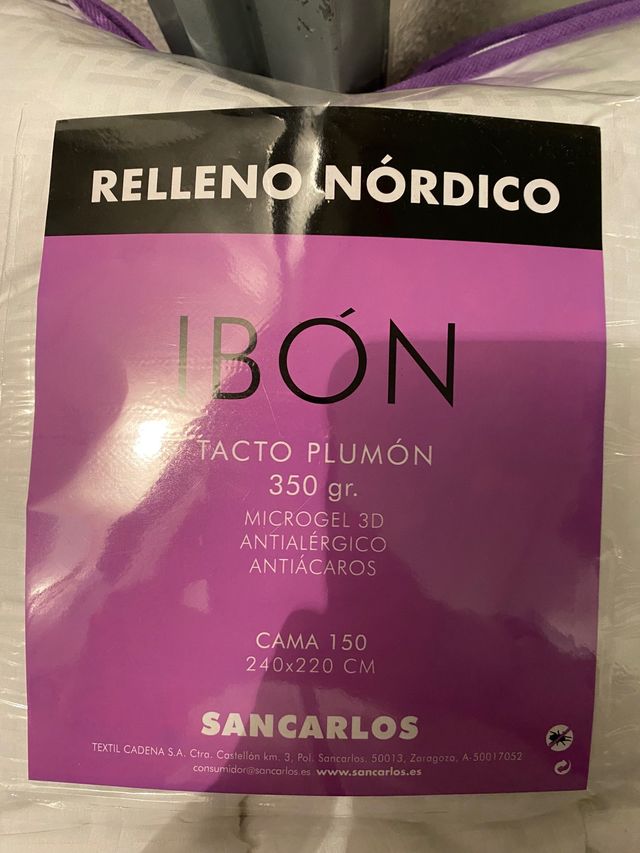 RELLENO NÓRDICO
IBÓN
TACTO PLUMÓN
350 gr.
MICROGEL 3D
ANTIALÉRGICO
ANTIÁCAROS
CAMA 150
240x220 CM
SANCARLOS
TEXTIL CADENA S.A. Ctra. Castellón km. 3, Pol. Sancarlos. 50013, Zaragoza, A-50017052
consumidor@sancarlos.es www.sancarlos.es